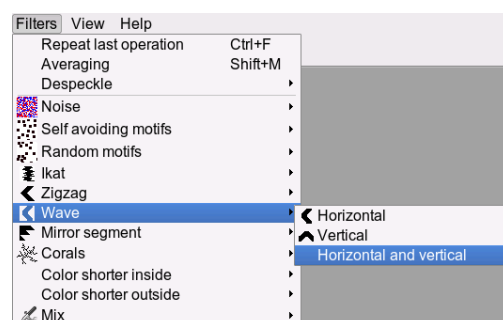 Filters View Help
Repeat last operation Ctrl+F
Averaging Shift+M
Despeckle
Noise
Self avoiding motifs
Random motifs
Ikat
Zigzag
Wave
Horizontal
Mirror segment
Vertical
Corals
Horizontal and vertical
Color shorter inside
Color shorter outside
Mix